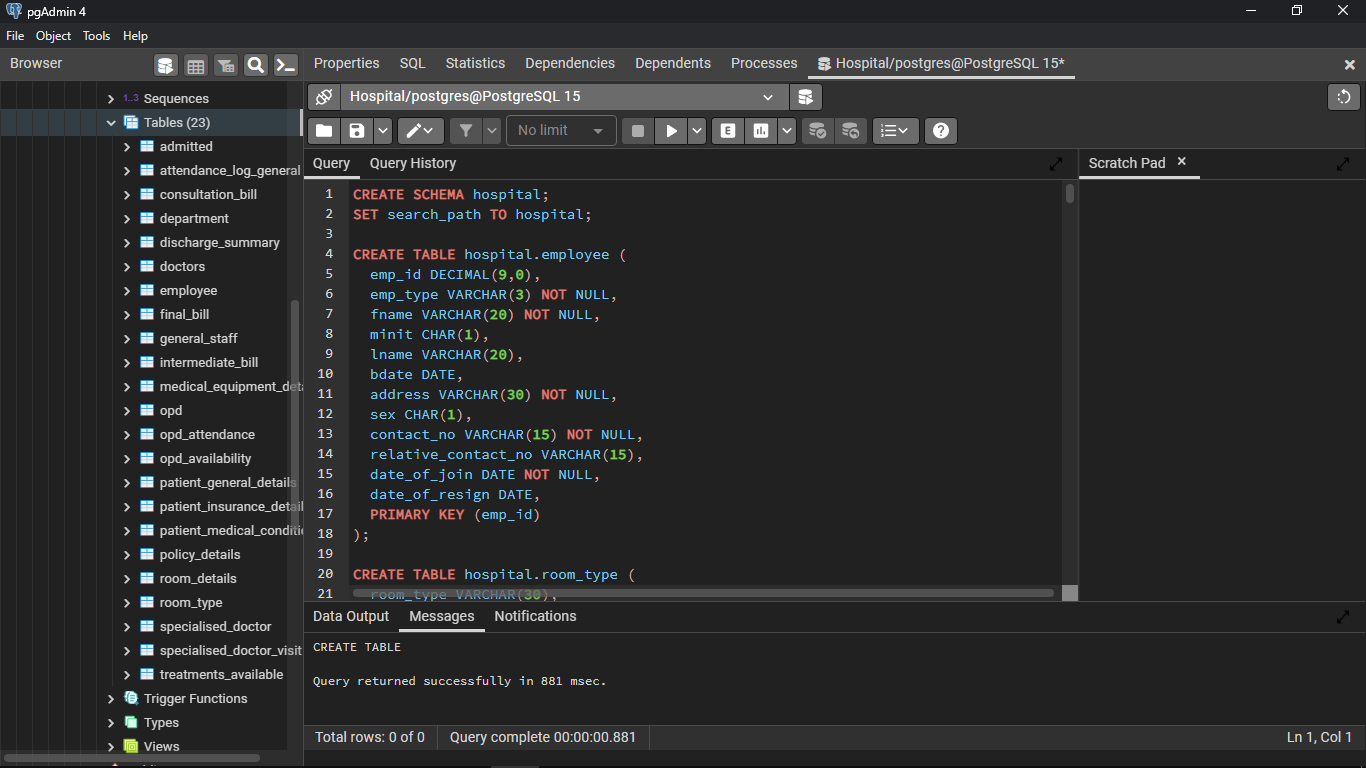 pgAdmin 4
File Object Tools Help
Browser
Properties SQL Statistics Dependencies Dependents Processes Hospital/postgres@PostgreSQL 15*
Hospital/postgres@PostgreSQL 15
No limit
E
Query Query History
Scratch Pad
1..3 Sequences
Tables (23)
admitted
attendance_log_general
consultation_bill
department
discharge_summary
doctors
employee
final_bill
general_staff
intermediate_bill
medical_equipment_deta
opd
opd_attendance
opd_availability
patient_general_details
patient_insurance_detail
patient_medical_conditio
policy_details
room_details
room_type
specialised_doctor
specialised_doctor_visit
treatments_available
Trigger Functions
Types
Views
1 CREATE SCHEMA hospital;
2 SET search_path TO hospital;
3
4 CREATE TABLE hospital.employee (
5 emp_id DECIMAL(9,0),
6 emp_type VARCHAR(3) NOT NULL,
7 fname VARCHAR(20) NOT NULL,
8 minit CHAR(1),
9 lname VARCHAR(20),
10 bdate DATE,
11 address VARCHAR(30) NOT NULL,
12 sex CHAR(1),
13 contact_no VARCHAR(15) NOT NULL,
14 relative_contact_no VARCHAR(15),
15 date_of_join DATE NOT NULL,
16 date_of_resign DATE,
17 PRIMARY KEY (emp_id)
18 );
19
20 CREATE TABLE hospital.room_type (
21 room_type VARCHAR(30),
Data Output Messages Notifications
CREATE TABLE
Query returned successfully in 881 msec.
Total rows: 0 of 0 Query complete 00:00:00.881 Ln 1, Col 1